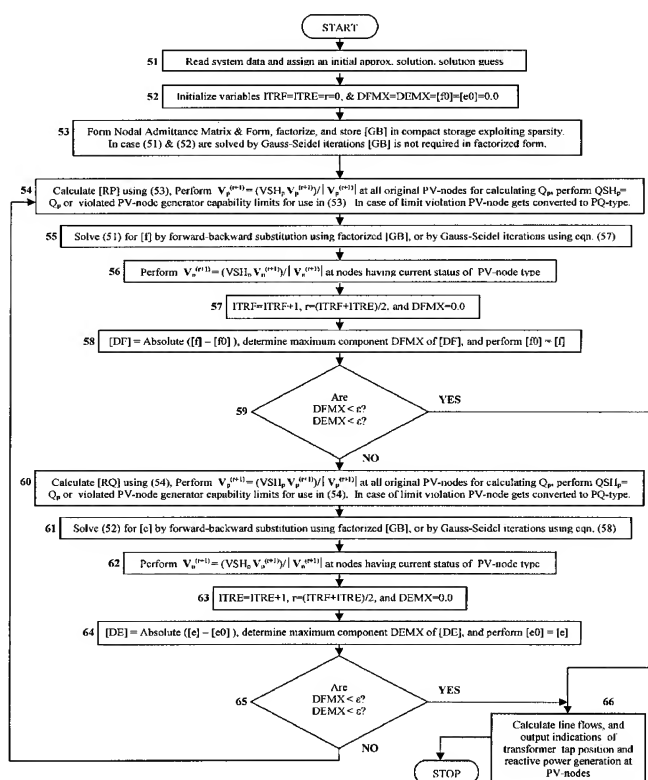 START
51 Read system data and assign an initial approx. solution, solution guess
52 Initialize variables ITRF=ITRE=r=0, & DFMX=DEMX=[f0]=[e0]=0.0
53 Form Nodal Admittance Matrix & Form, factorize, and store [GB] in compact storage exploiting sparsity.
In case (51) & (52) are solved by Gauss-Seidel iterations [GB] is not required in factorized form.
54 Calculate [RP] using (53), Perform Vp(r+1) = (VSHp Vp(r+1))/| Vp(r+1)| at all original PV-nodes for calculating Qp, perform QSHp=
Qp or violated PV-node generator capability limits for use in (53) In case of limit violation PV-node gets converted to PQ-type.
55 Solve (51) for [f] by forward-backward substitution using factorized [GB], or by Gauss-Seidel iterations using eqn. (57)
56 Perform Vp(r+1) = (VSHp Vp(r+1))/| Vp(r+1)| at nodes having current status of PV-node type
57 ITRF=ITRF+1, r=(ITRF+ITRE)/2, and DFMX=0.0
58 [DF] = Absolute ([f] – [f0] ), determine maximum component DFMX of [DF], and perform [f0] = [f]
Are
YES
59 DFMX < ε?
DEMX < ε?
NO
60 Calculate [RQ] using (54), Perform Vp(r+1) = (VSHp Vp(r+1))/| Vp(r+1)| at all original PV-nodes for calculating Qp, perform QSHp=
Qp or violated PV-node generator capability limits for use in (54). In case of limit violation PV-node gets converted to PQ-type.
61 Solve (52) for [e] by forward-backward substitution using factorized [GB], or by Gauss-Seidel iterations using eqn. (58)
62 Perform Vp(r+1) = (VSHp Vp(r+1))/| Vp(r+1)| at nodes having current status of PV-node type
63 ITRE=ITRE+1, r=(ITRF+ITRE)/2, and DEMX=0.0
64 [DE] = Absolute ([e] – [e0] ), determine maximum component DEMX of [DE], and perform [e0] = [e]
Are
YES
65 DFMX < ε?
DEMX < ε?
NO
66
Calculate line flows, and
output indications of
transformer tap position and
reactive power generation at
PV-nodes
STOP